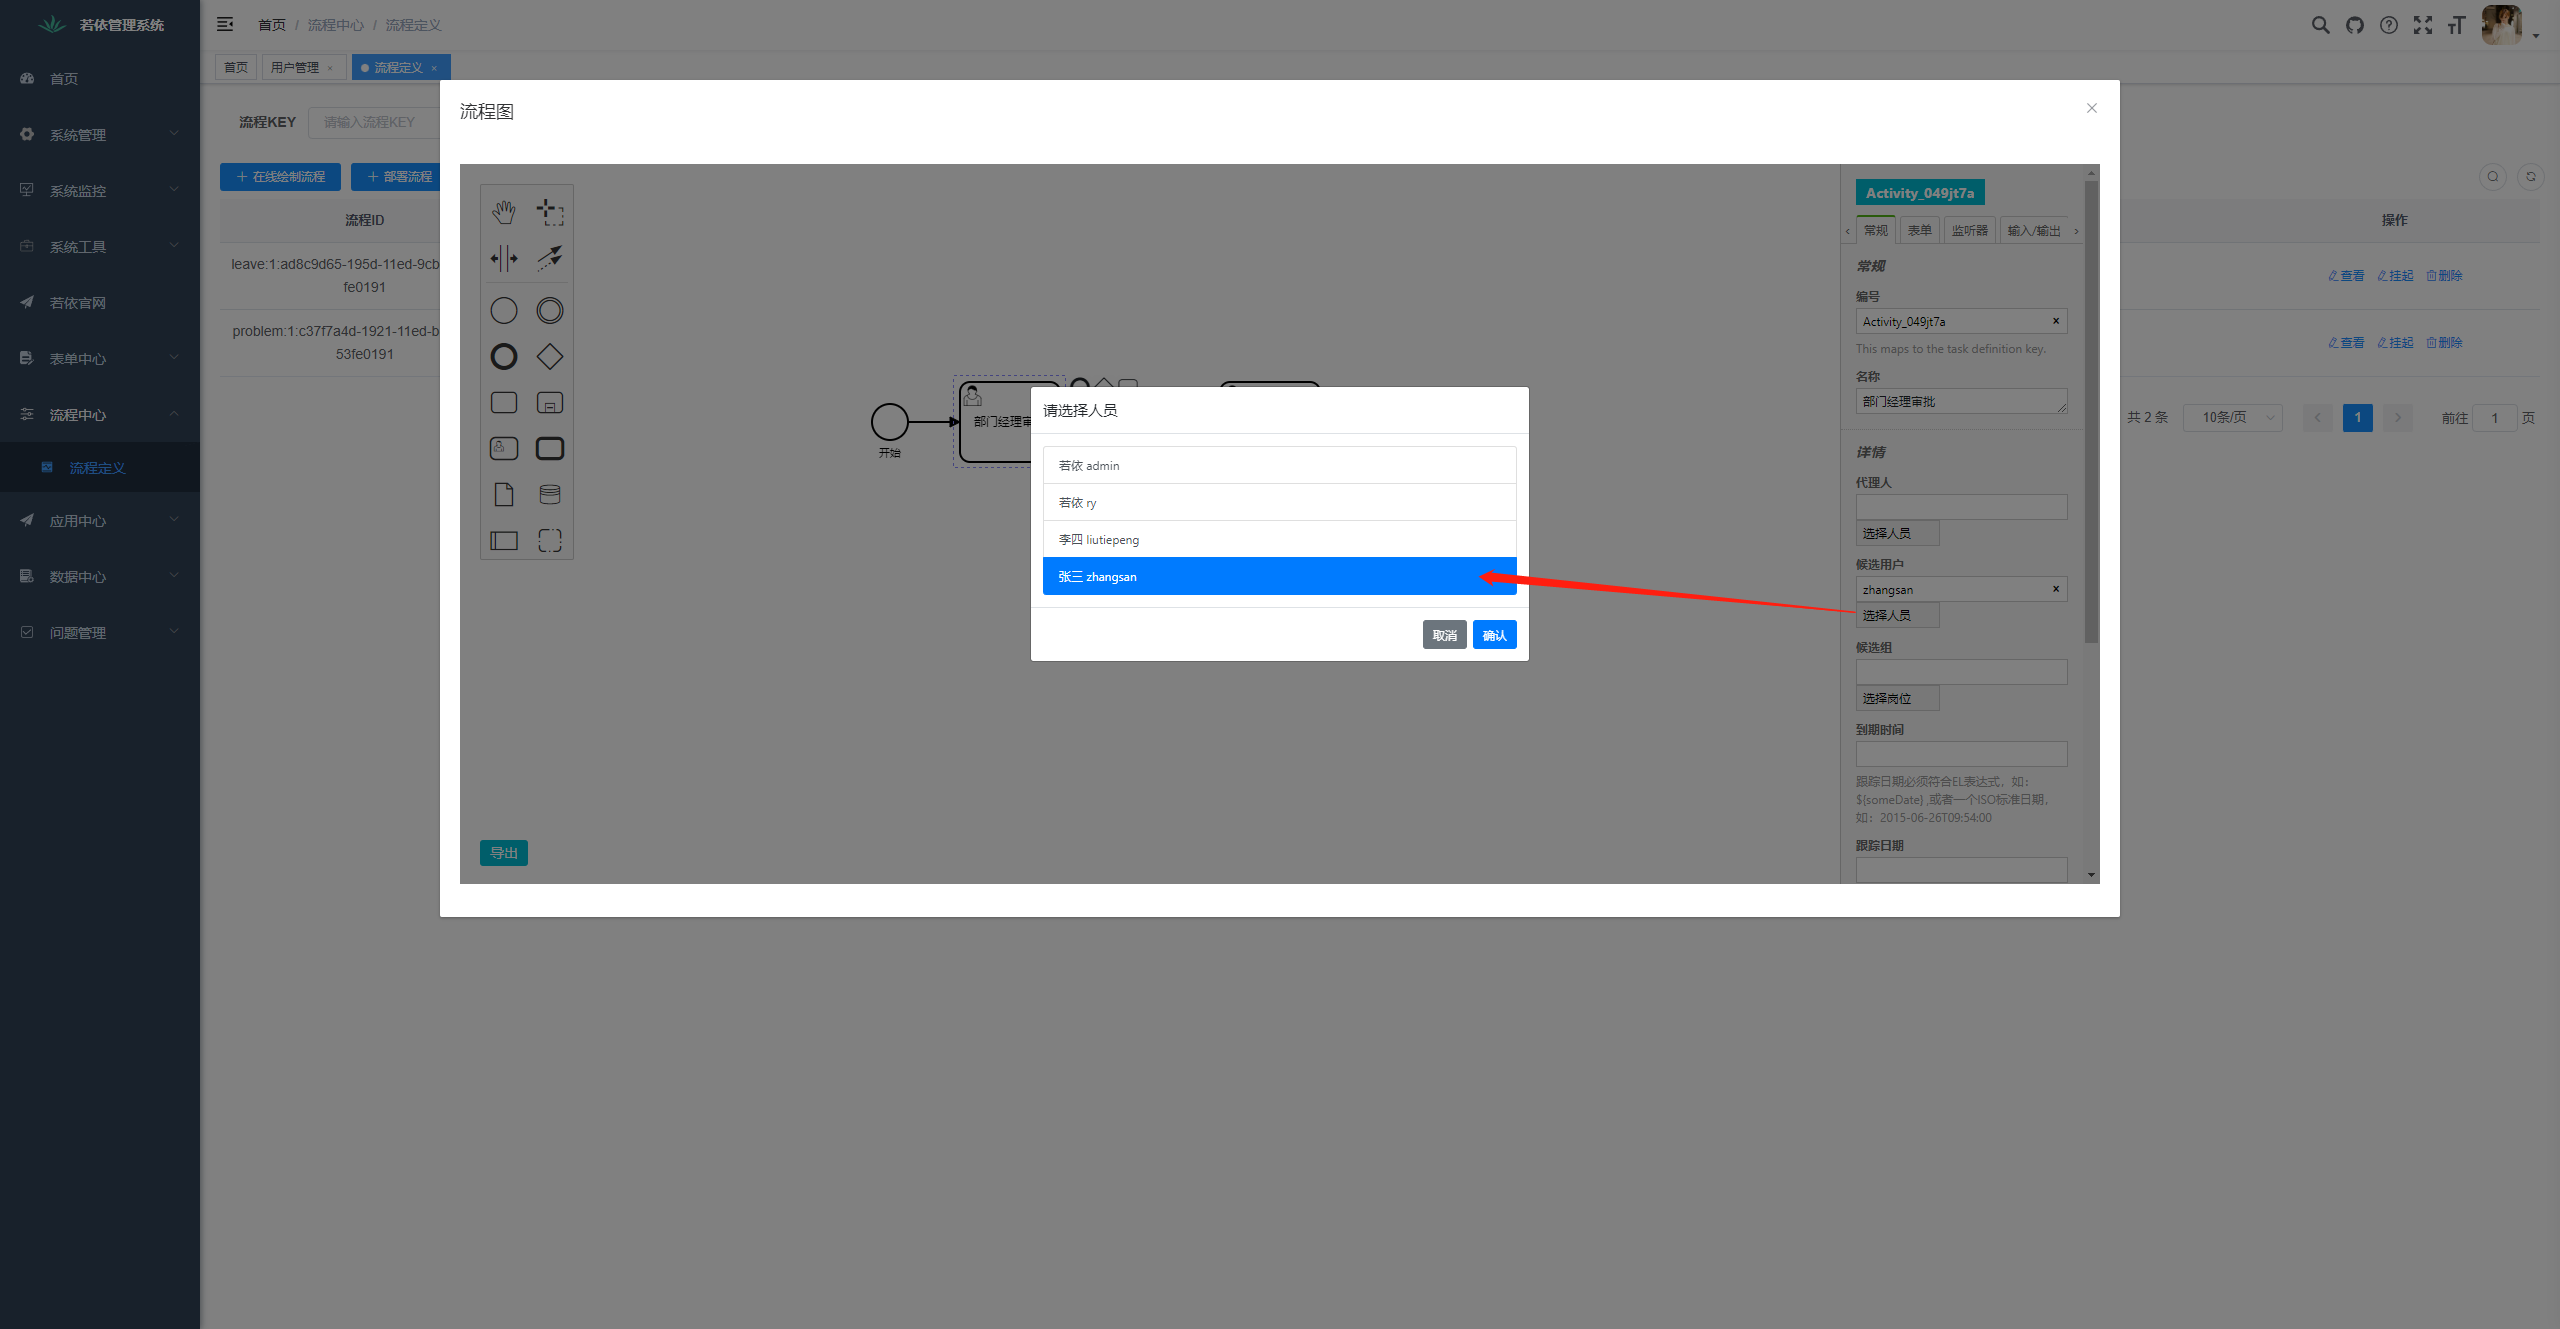 若依管理系统
首页 / 流程中心 / 流程定义
首页
用户管理 ×
流程定义 ×
首页
系统管理
系统监控
系统工具
若依官网
表单中心
流程中心
流程定义
应用中心
数据中心
问题管理
流程KEY
请输入流程KEY
+ 在线绘制流程
+ 部署流程
流程ID
操作
leave:1:ad8c9d65-195d-11ed-9cb
fe0191
查看 挂起 删除
problem:1:c37f7a4d-1921-11ed-b
53fe0191
查看 挂起 删除
共 2 条
10条/页
1
前往 1 页
流程图
开始
部门经理审
导出
Activity_049jt7a
常规 表单 监听器 输入/输出
常规
编号
Activity_049jt7a
This maps to the task definition key.
名称
部门经理审批
详情
代理人
选择人员
候选用户
zhangsan
选择人员
候选组
选择岗位
到期时间
跟踪日期必须符合EL表达式，如：
${someDate} ,或者一个ISO标准日期，
如：2015-06-26T09:54:00
跟踪日期
请选择人员
若依 admin
若依 ry
李四 liutiepeng
张三 zhangsan
取消
确认